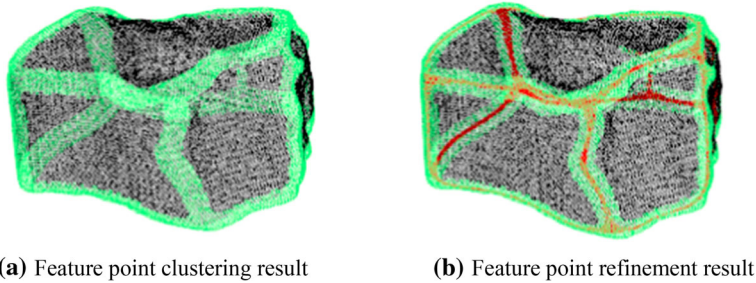 (a) Feature point clustering result
(b) Feature point refinement result